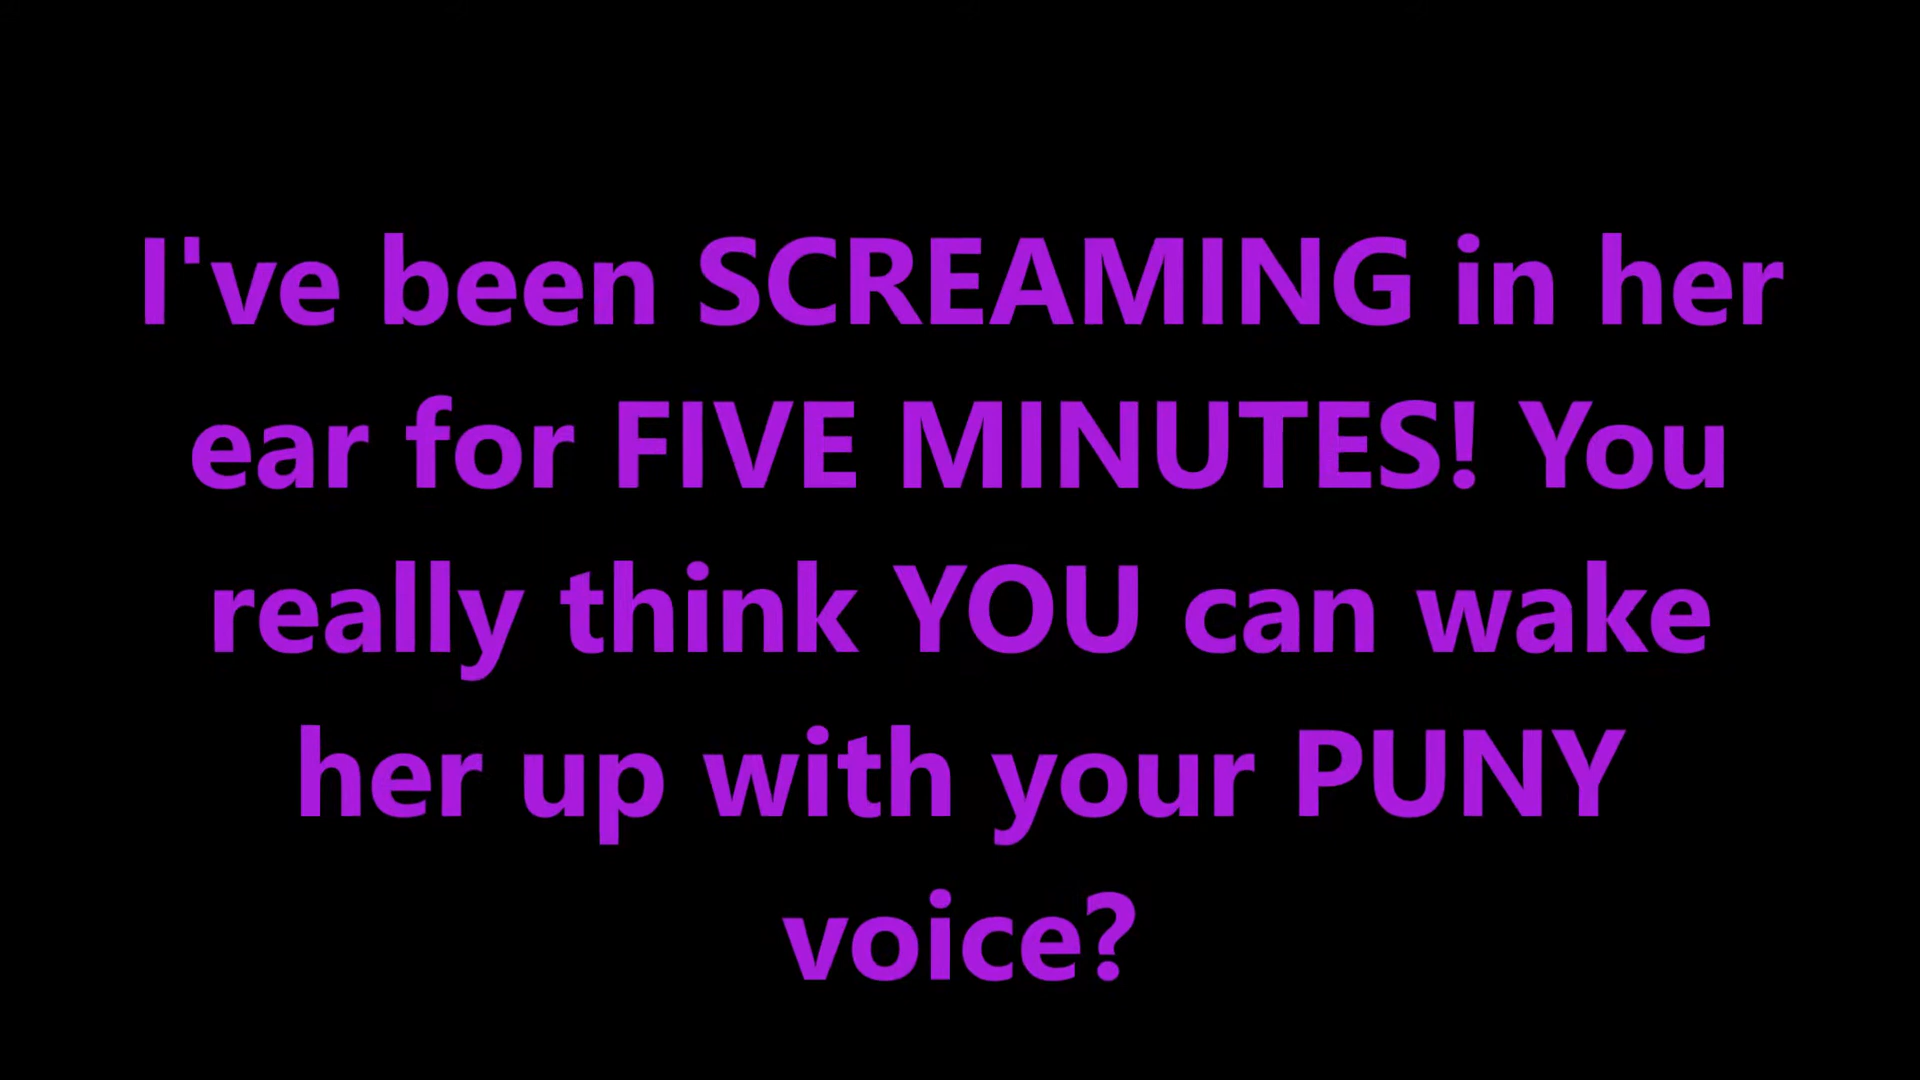 I've been SCREAMING in her
ear for FIVE MINUTES! You
really think YOU can wake
her up with your PUNY
voice?